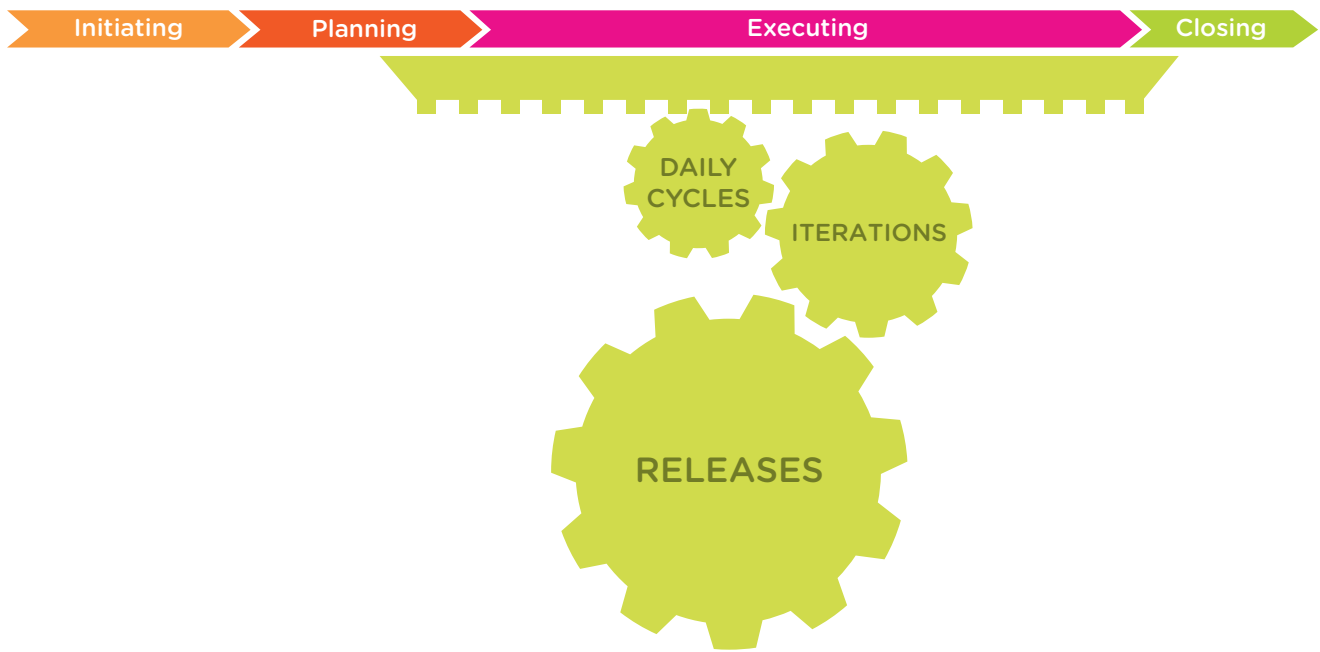 Initiating
Planning
Executing
Closing
DAILY
CYCLES
ITERATIONS
RELEASES